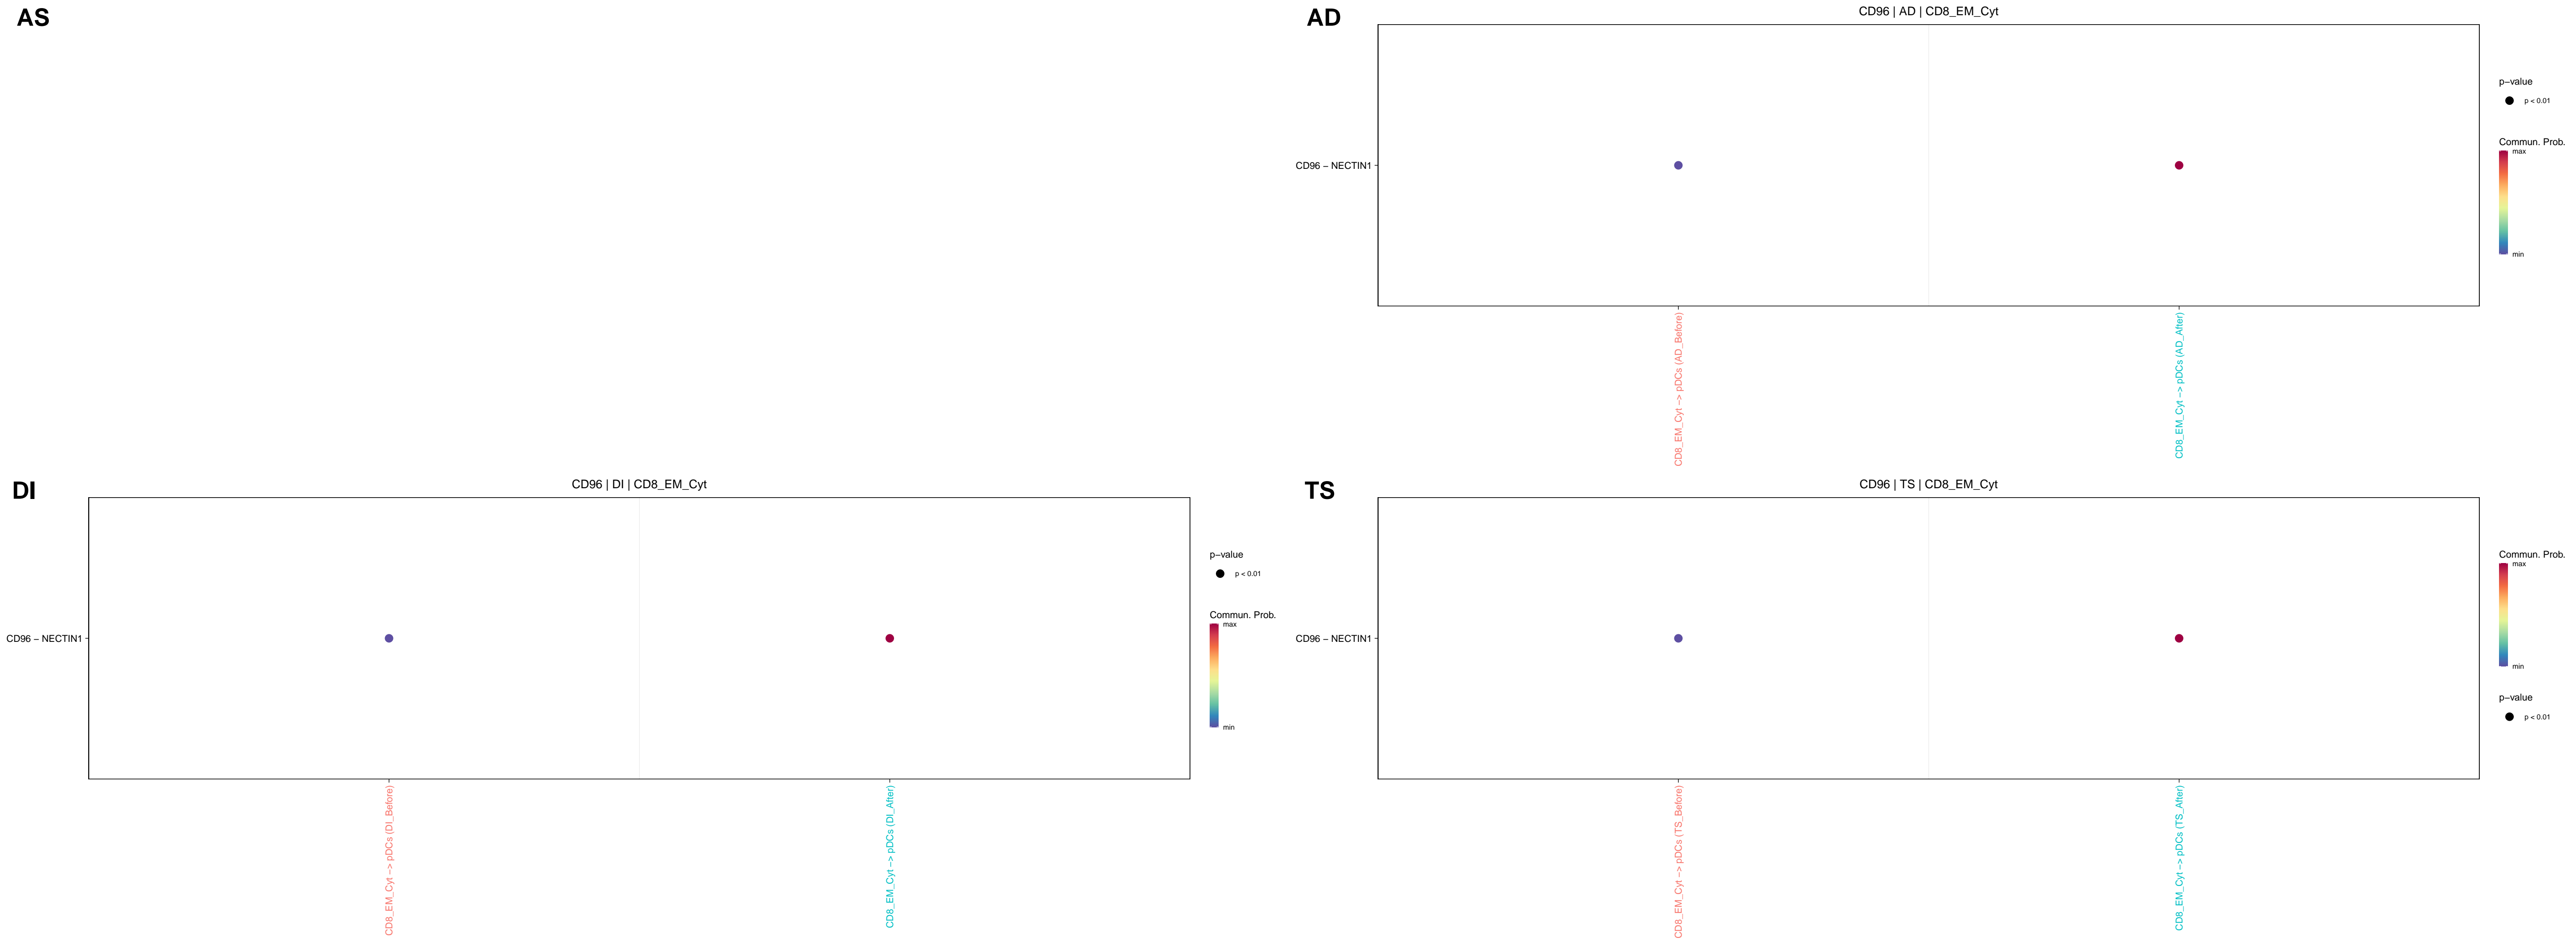 AS
AD
CD96 | AD | CD8_EM_Cyt
CD96 − NECTIN1
p−value
p < 0.01
Commun. Prob.
max
min
CD8_EM_Cyt −> pDCs (AD_Before)
CD8_EM_Cyt −> pDCs (AD_After)
DI
CD96 | DI | CD8_EM_Cyt
CD96 − NECTIN1
p−value
p < 0.01
Commun. Prob.
max
min
CD8_EM_Cyt −> pDCs (DI_Before)
CD8_EM_Cyt −> pDCs (DI_After)
TS
CD96 | TS | CD8_EM_Cyt
CD96 − NECTIN1
Commun. Prob.
max
min
p−value
p < 0.01
CD8_EM_Cyt −> pDCs (TS_Before)
CD8_EM_Cyt −> pDCs (TS_After)